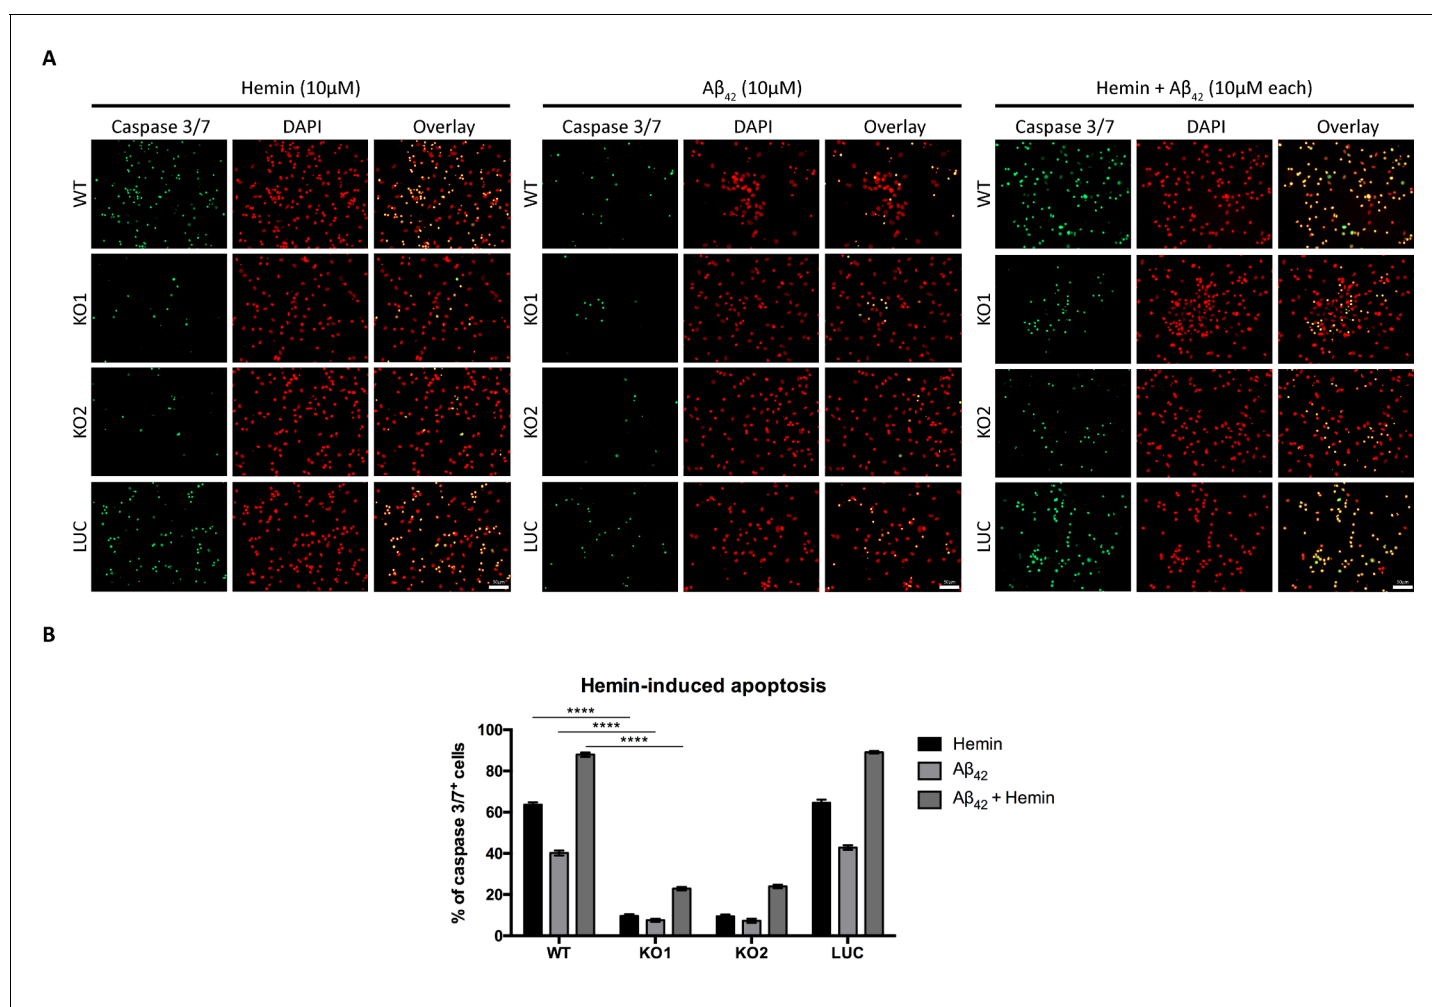 A
Hemin (10µM)
Aβ42 (10µM)
Hemin + Aβ42 (10µM each)
Caspase 3/7 DAPI Overlay Caspase 3/7 DAPI Overlay Caspase 3/7 DAPI Overlay
WT WT WT
KO1 KO1 KO1
KO2 KO2 KO2
LUC LUC LUC
50µm 50µm 50µm
B
Hemin-induced apoptosis
****
****
****
% of caspase 3/7+ cells
100
80
60
40
20
0
WT KO1 KO2 LUC
Hemin
Aβ42
Aβ42 + Hemin